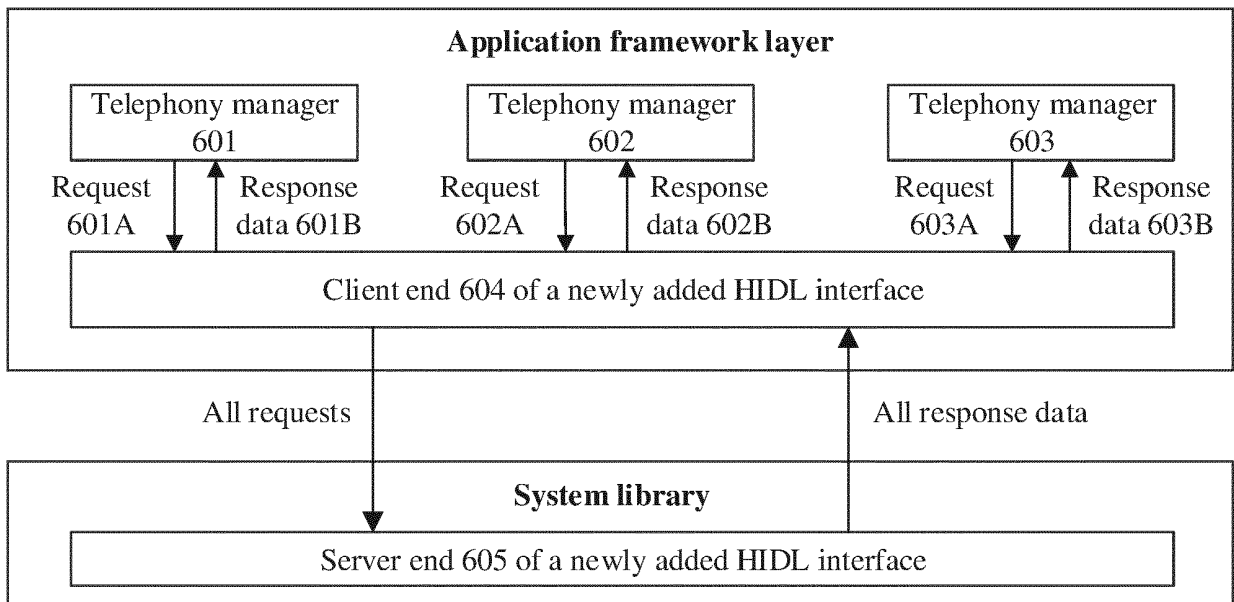 Application framework layer
Telephony manager
601
Telephony manager
602
Telephony manager
603
Request
601A
Response
data 601B
Request
602A
Response
data 602B
Request
603A
Response
data 603B
Client end 604 of a newly added HIDL interface
All requests
All response data
System library
Server end 605 of a newly added HIDL interface